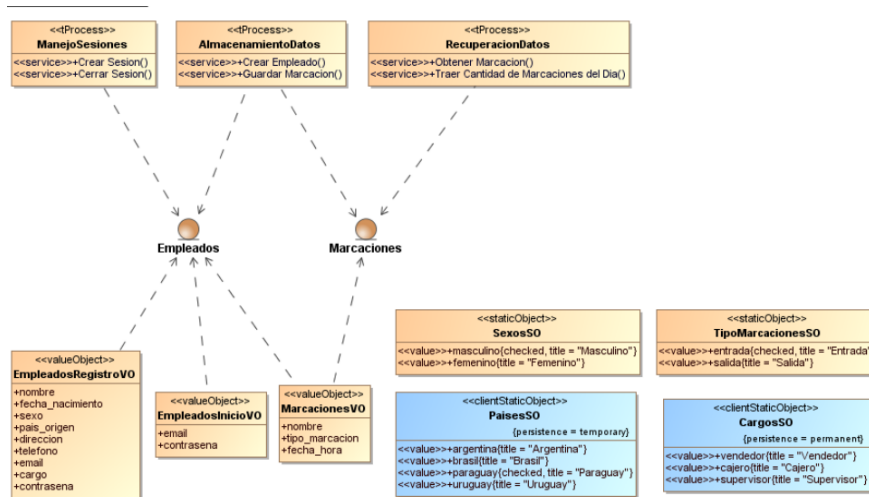 <<tProcess>>
ManejoSesiones
<<service>>+Crear Sesion()
<<service>>+Cerrar Sesion()
<<tProcess>>
AlmacenamientoDatos
<<service>>+Crear Empleado()
<<service>>+Guardar Marcacion()
<<tProcess>>
RecuperacionDatos
<<service>>+Obtener Marcacion()
<<service>>+Traer Cantidad de Marcaciones del Dia()
Empleados
Marcaciones
<<valueObject>>
EmpleadosRegistroVO
+nombre
+fecha_nacimiento
+sexo
+pais_origen
+direccion
+telefono
+email
+cargo
+contrasena
<<valueObject>>
EmpleadosInicioVO
+email
+contrasena
<<valueObject>>
MarcacionesVO
+nombre
+tipo_marcacion
+fecha_hora
<<staticObject>>
SexosSO
<<value>>+masculino{checked, title = "Masculino"}
<<value>>+femenino{title = "Femenino"}
<<staticObject>>
TipoMarcacionesSO
<<value>>+entrada{checked, title = "Entrada"
<<value>>+salida{title = "Salida"}
<<clientStaticObject>>
PaisesSO
{persistence = temporary}
<<value>>+argentina{title = "Argentina"}
<<value>>+brasil{title = "Brasil"}
<<value>>+paraguay{checked, title = "Paraguay"}
<<value>>+uruguay{title = "Uruguay"}
<<clientStaticObject>>
CargosSO
{persistence = permanent}
<<value>>+vendedor{title = "Vendedor"}
<<value>>+cajero{title = "Cajero"}
<<value>>+supervisor{title = "Supervisor"}